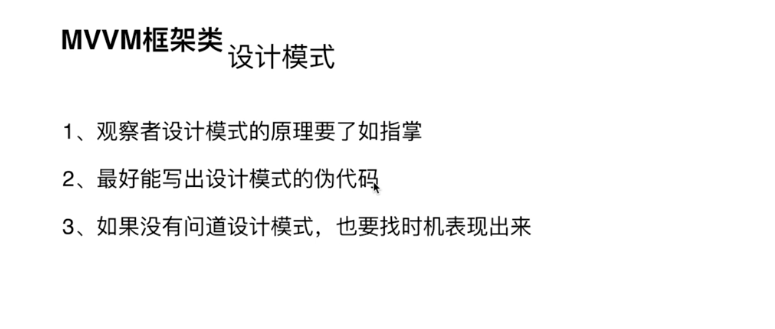 MVVM框架类
设计模式
1、观察者设计模式的原理要了如指掌
2、最好能写出设计模式的伪代码
3、如果没有问道设计模式，也要找时机表现出来